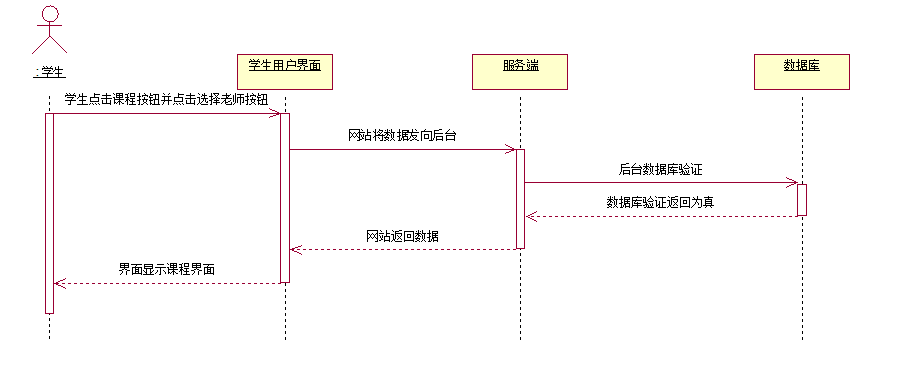 :学生
学生用户界面
服务端
数据库
学生点击课程按钮并点击选择老师按钮
网站将数据发向后台
后台数据库验证
数据库验证返回为真
网站返回数据
界面显示课程界面